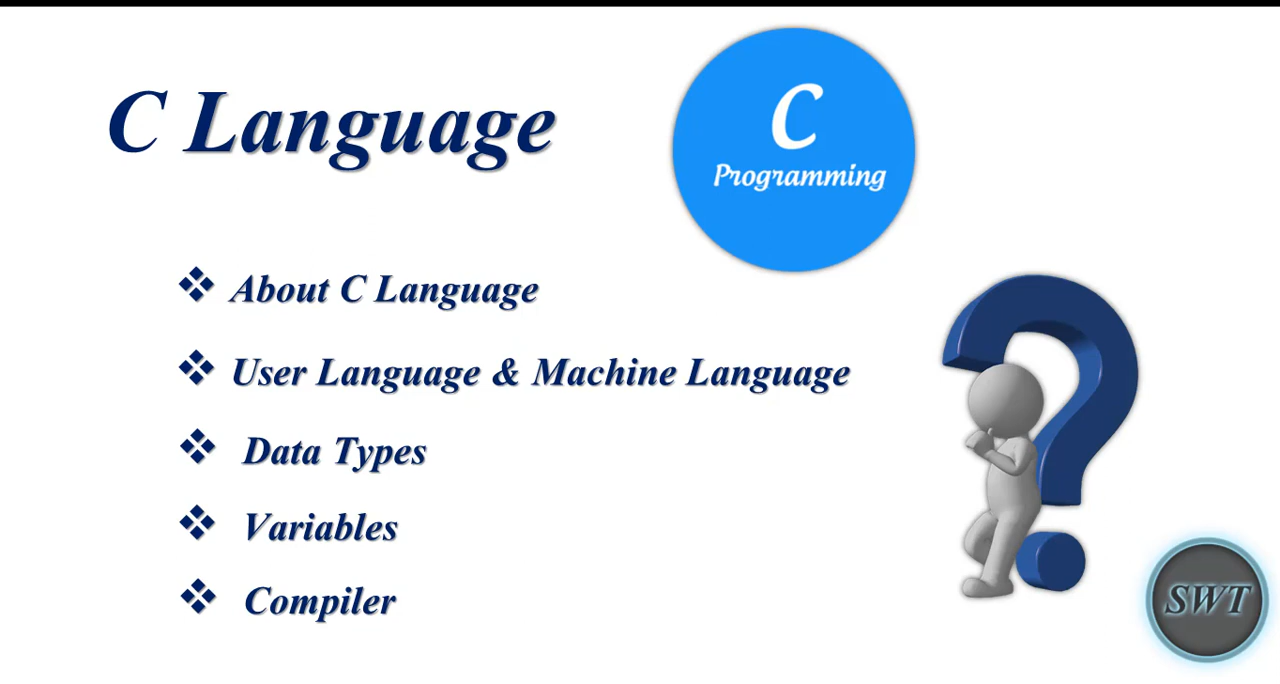 C Language
C
Programming
About C Language
User Language & Machine Language
Data Types
Variables
Compiler
SWT